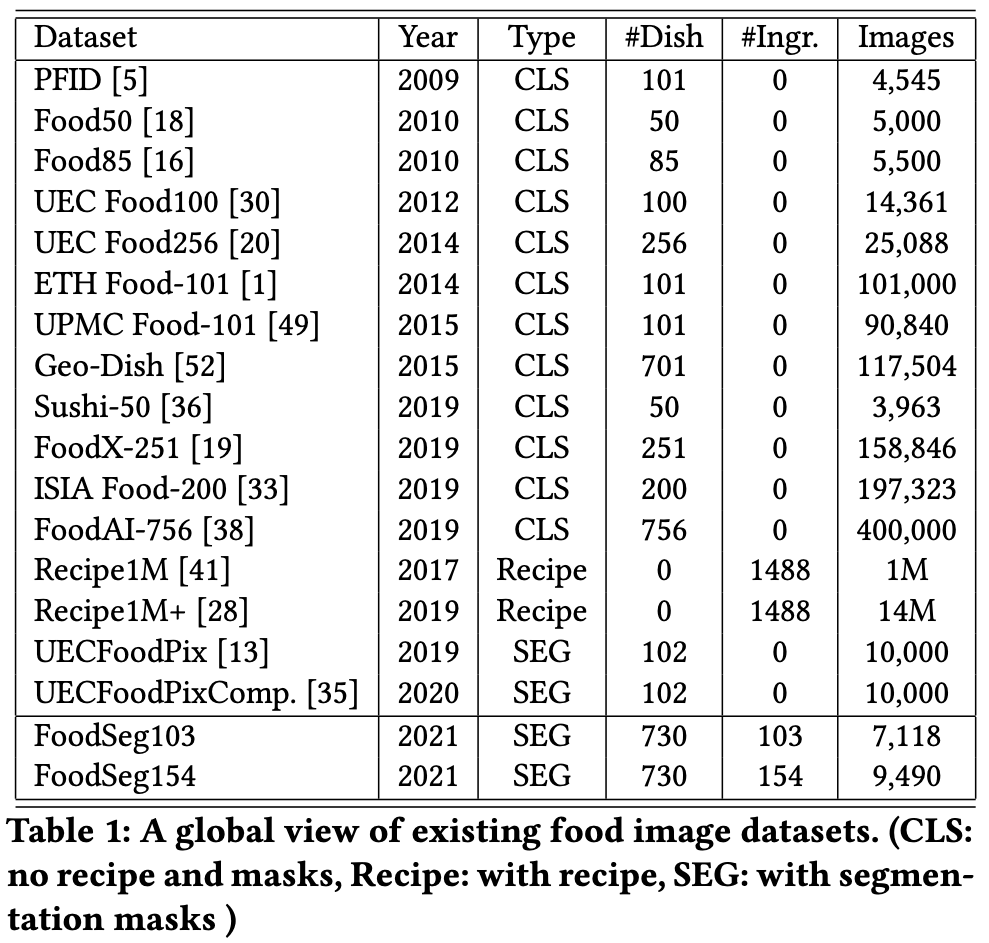 Dataset Year Type #Dish #Ingr. Images
PFID [5] 2009 CLS 101 0 4,545
Food50 [18] 2010 CLS 50 0 5,000
Food85 [16] 2010 CLS 85 0 5,500
UEC Food100 [30] 2012 CLS 100 0 14,361
UEC Food256 [20] 2014 CLS 256 0 25,088
ETH Food-101 [1] 2014 CLS 101 0 101,000
UPMC Food-101 [49] 2015 CLS 101 0 90,840
Geo-Dish [52] 2015 CLS 701 0 117,504
Sushi-50 [36] 2019 CLS 50 0 3,963
FoodX-251 [19] 2019 CLS 251 0 158,846
ISIA Food-200 [33] 2019 CLS 200 0 197,323
FoodAI-756 [38] 2019 CLS 756 0 400,000
Recipe1M [41] 2017 Recipe 0 1488 1M
Recipe1M+ [28] 2019 Recipe 0 1488 14M
UECFoodPix [13] 2019 SEG 102 0 10,000
UECFoodPixComp. [35] 2020 SEG 102 0 10,000
FoodSeg103 2021 SEG 730 103 7,118
FoodSeg154 2021 SEG 730 154 9,490
Table 1: A global view of existing food image datasets. (CLS:
no recipe and masks, Recipe: with recipe, SEG: with segmen-
tation masks )